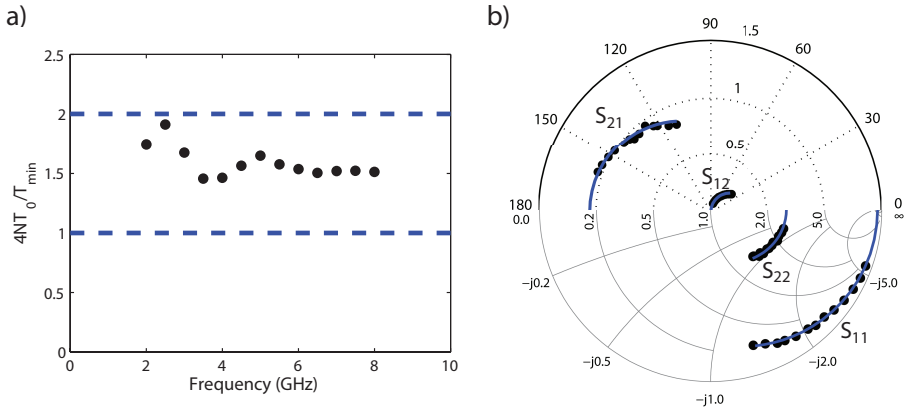 a)
2.5
2
1.5
1
0.5
0
0 2 4 6 8 10
4NT₀/T_min
Frequency (GHz)
b)
90
1.5
120
60
1
150
30
0.5
180
0
0.0
0.2
0.5
1.0
2.0
5.0
∞
S₂₁
S₁₂
S₂₂
S₁₁
−j0.2
−j5.0
−j0.5
−j2.0
−j1.0